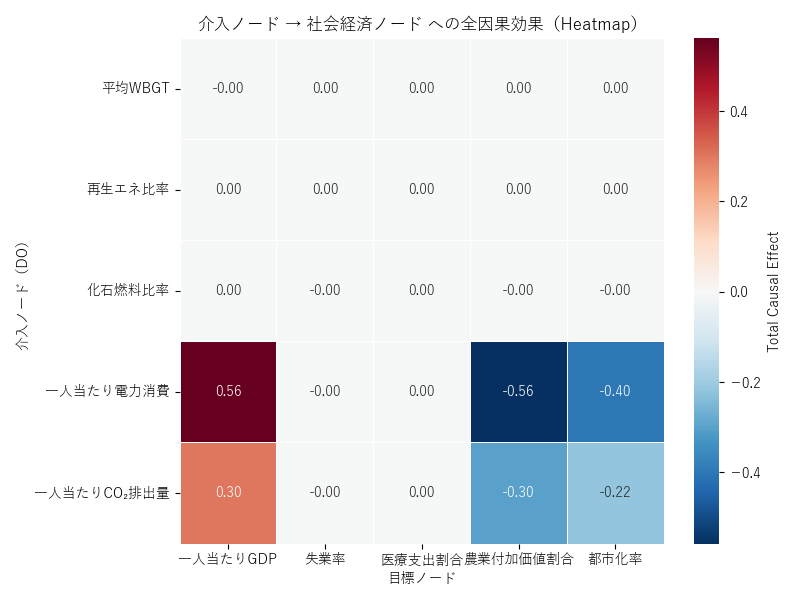 介入ノード → 社会経済ノード への全因果効果（Heatmap）
介入ノード（DO）
平均WBGT -0.00 0.00 0.00 0.00 0.00
再生エネ比率 0.00 0.00 0.00 0.00 0.00
化石燃料比率 0.00 -0.00 0.00 -0.00 -0.00
一人当たり電力消費 0.56 -0.00 0.00 -0.56 -0.40
一人当たりCO₂排出量 0.30 -0.00 0.00 -0.30 -0.22
一人当たりGDP 失業率 医療支出割合 農業付加価値割合 都市化率
目標ノード
0.4
0.2
0.0
−0.2
−0.4
Total Causal Effect